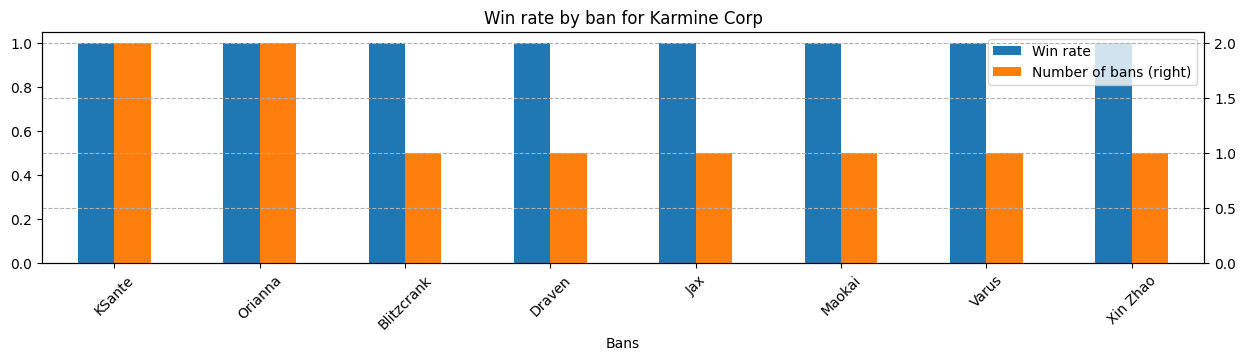 Win rate by ban for Karmine Corp
1.0
0.8
0.6
0.4
0.2
0.0
2.0
1.5
1.0
0.5
0.0
Win rate
Number of bans (right)
KSante
Orianna
Blitzcrank
Draven
Jax
Maokai
Varus
Xin Zhao
Bans